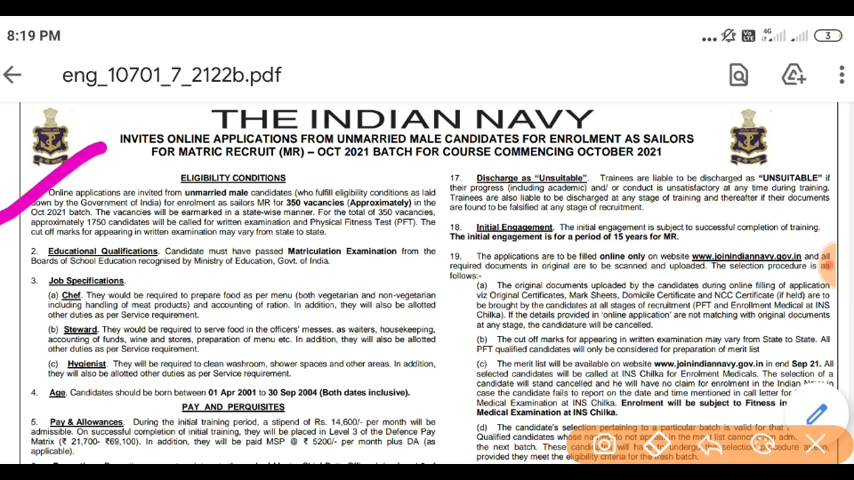 8:19 PM
4G
VO LTE
3
eng_10701_7_2122b.pdf
THE INDIAN NAVY
INVITES ONLINE APPLICATIONS FROM UNMARRIED MALE CANDIDATES FOR ENROLMENT AS SAILORS
FOR MATRIC RECRUIT (MR) – OCT 2021 BATCH FOR COURSE COMMENCING OCTOBER 2021
ELIGIBILITY CONDITIONS
Online applications are invited from unmarried male candidates (who fulfill eligibility conditions as laid
down by the Government of India) for enrolment as sailors MR for 350 vacancies (Approximately) in the
Oct 2021 batch. The vacancies will be earmarked in a state-wise manner. For the total of 350 vacancies,
approximately 1750 candidates will be called for written examination and Physical Fitness Test (PFT). The
cut off marks for appearing in written examination may vary from state to state.
2. Educational Qualifications. Candidate must have passed Matriculation Examination from the
Boards of School Education recognised by Ministry of Education, Govt. of India.
3. Job Specifications.
(a) Chef. They would be required to prepare food as per menu (both vegetarian and non-vegetarian
including handling of meat products) and accounting of ration. In addition, they will also be allotted
other duties as per Service requirement.
(b) Steward. They would be required to serve food in the officers' messes, as waiters, housekeeping,
accounting of funds, wine and stores, preparation of menu etc. In addition, they will also be allotted
other duties as per Service requirement.
(c) Hygienist. They will be required to clean washroom, shower spaces and other areas. In addition,
they will also be allotted other duties as per Service requirement.
4. Age. Candidates should be born between 01 Apr 2001 to 30 Sep 2004 (Both dates inclusive).
PAY AND PERQUISITES
5. Pay & Allowances. During the initial training period, a stipend of Rs. 14,600/- per month will be
admissible. On successful completion of initial training, they will be placed in Level 3 of the Defence Pay
Matrix (₹ 21,700- ₹69,100). In addition, they will be paid MSP @ ₹ 5200/- per month plus DA (as
applicable).
17. Discharge as "Unsuitable". Trainees are liable to be discharged as "UNSUITABLE" if
their progress (including academic) and/ or conduct is unsatisfactory at any time during training.
Trainees are also liable to be discharged at any stage of training and thereafter if their documents
are found to be falsified at any stage of recruitment.
18. Initial Engagement. The initial engagement is subject to successful completion of training.
The initial engagement is for a period of 15 years for MR.
19. The applications are to be filled online only on website www.joinindiannavy.gov.in and all
required documents in original are to be scanned and uploaded. The selection procedure is as
follows:-
(a) The original documents uploaded by the candidates during online filling of application
viz Original Certificates, Mark Sheets, Domicile Certificate and NCC Certificate (if held) are to
be brought by the candidates at all stages of recruitment (PFT and Enrollment Medical at INS
Chilka). If the details provided in 'online application' are not matching with original documents
at any stage, the candidature will be cancelled.
(b) The cut off marks for appearing in written examination may vary from State to State. All
PFT qualified candidates will only be considered for preparation of merit list
(c) The merit list will be available on website www.joinindiannavy.gov.in in end Sep 21. All
selected candidates will be called at INS Chilka for Enrollment Medicals. The selection of a
candidate will stand cancelled and he will have no claim for enrolment in the Indian Navy in
case the candidate fails to report on the date and time mentioned in call letter for
Medical Examination at INS Chilka. Enrolment will be subject to Fitness in
Medical Examination at INS Chilka.
(d) The candidate's selection pertaining to a particular batch is valid for that
Qualified candidates whose name do not appear in the merit list cannot
the next batch. These have to undergo the selection procedure
provided they meet the eligibility criteria for the fresh batch.